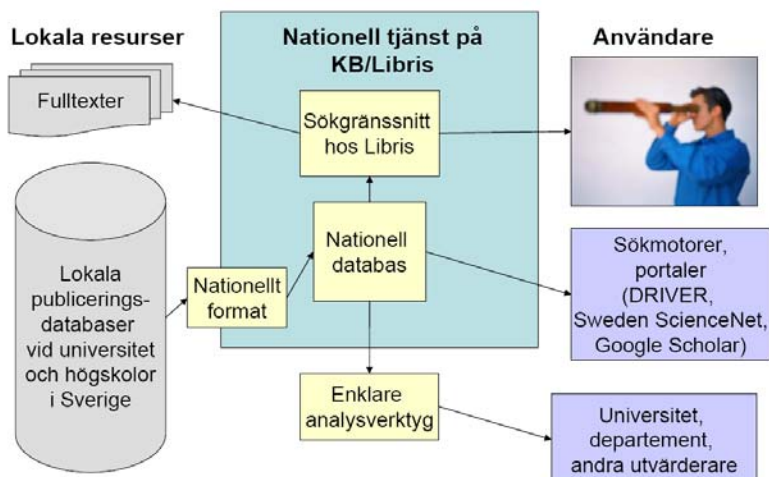 Lokala resurser
Nationell tjänst på
KB/Libris
Användare
Fulltexter
Sökgränssnitt
hos Libris
Lokala
publicerings-
databaser
vid universitet
och högskolor
i Sverige
Nationellt
format
Nationell
databas
Sökmotorer,
portaler
(DRIVER,
Sweden ScienceNet,
Google Scholar)
Enklare
analysverktyg
Universitet,
departement,
andra utvärderare